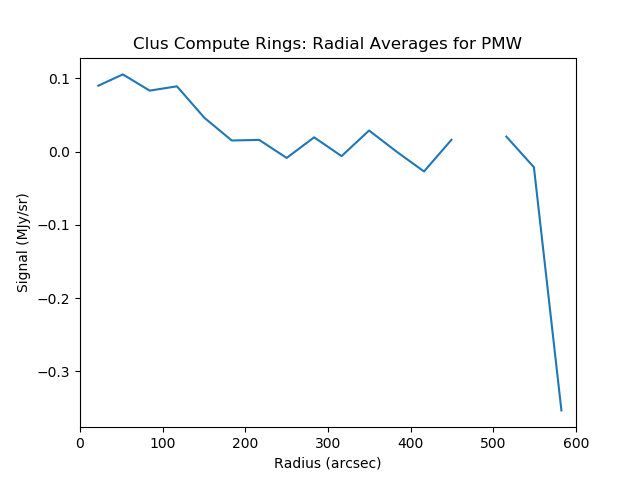 Clus Compute Rings: Radial Averages for PMW
0.1
0.0
−0.1
−0.2
−0.3
Signal (MJy/sr)
0 100 200 300 400 500 600
Radius (arcsec)